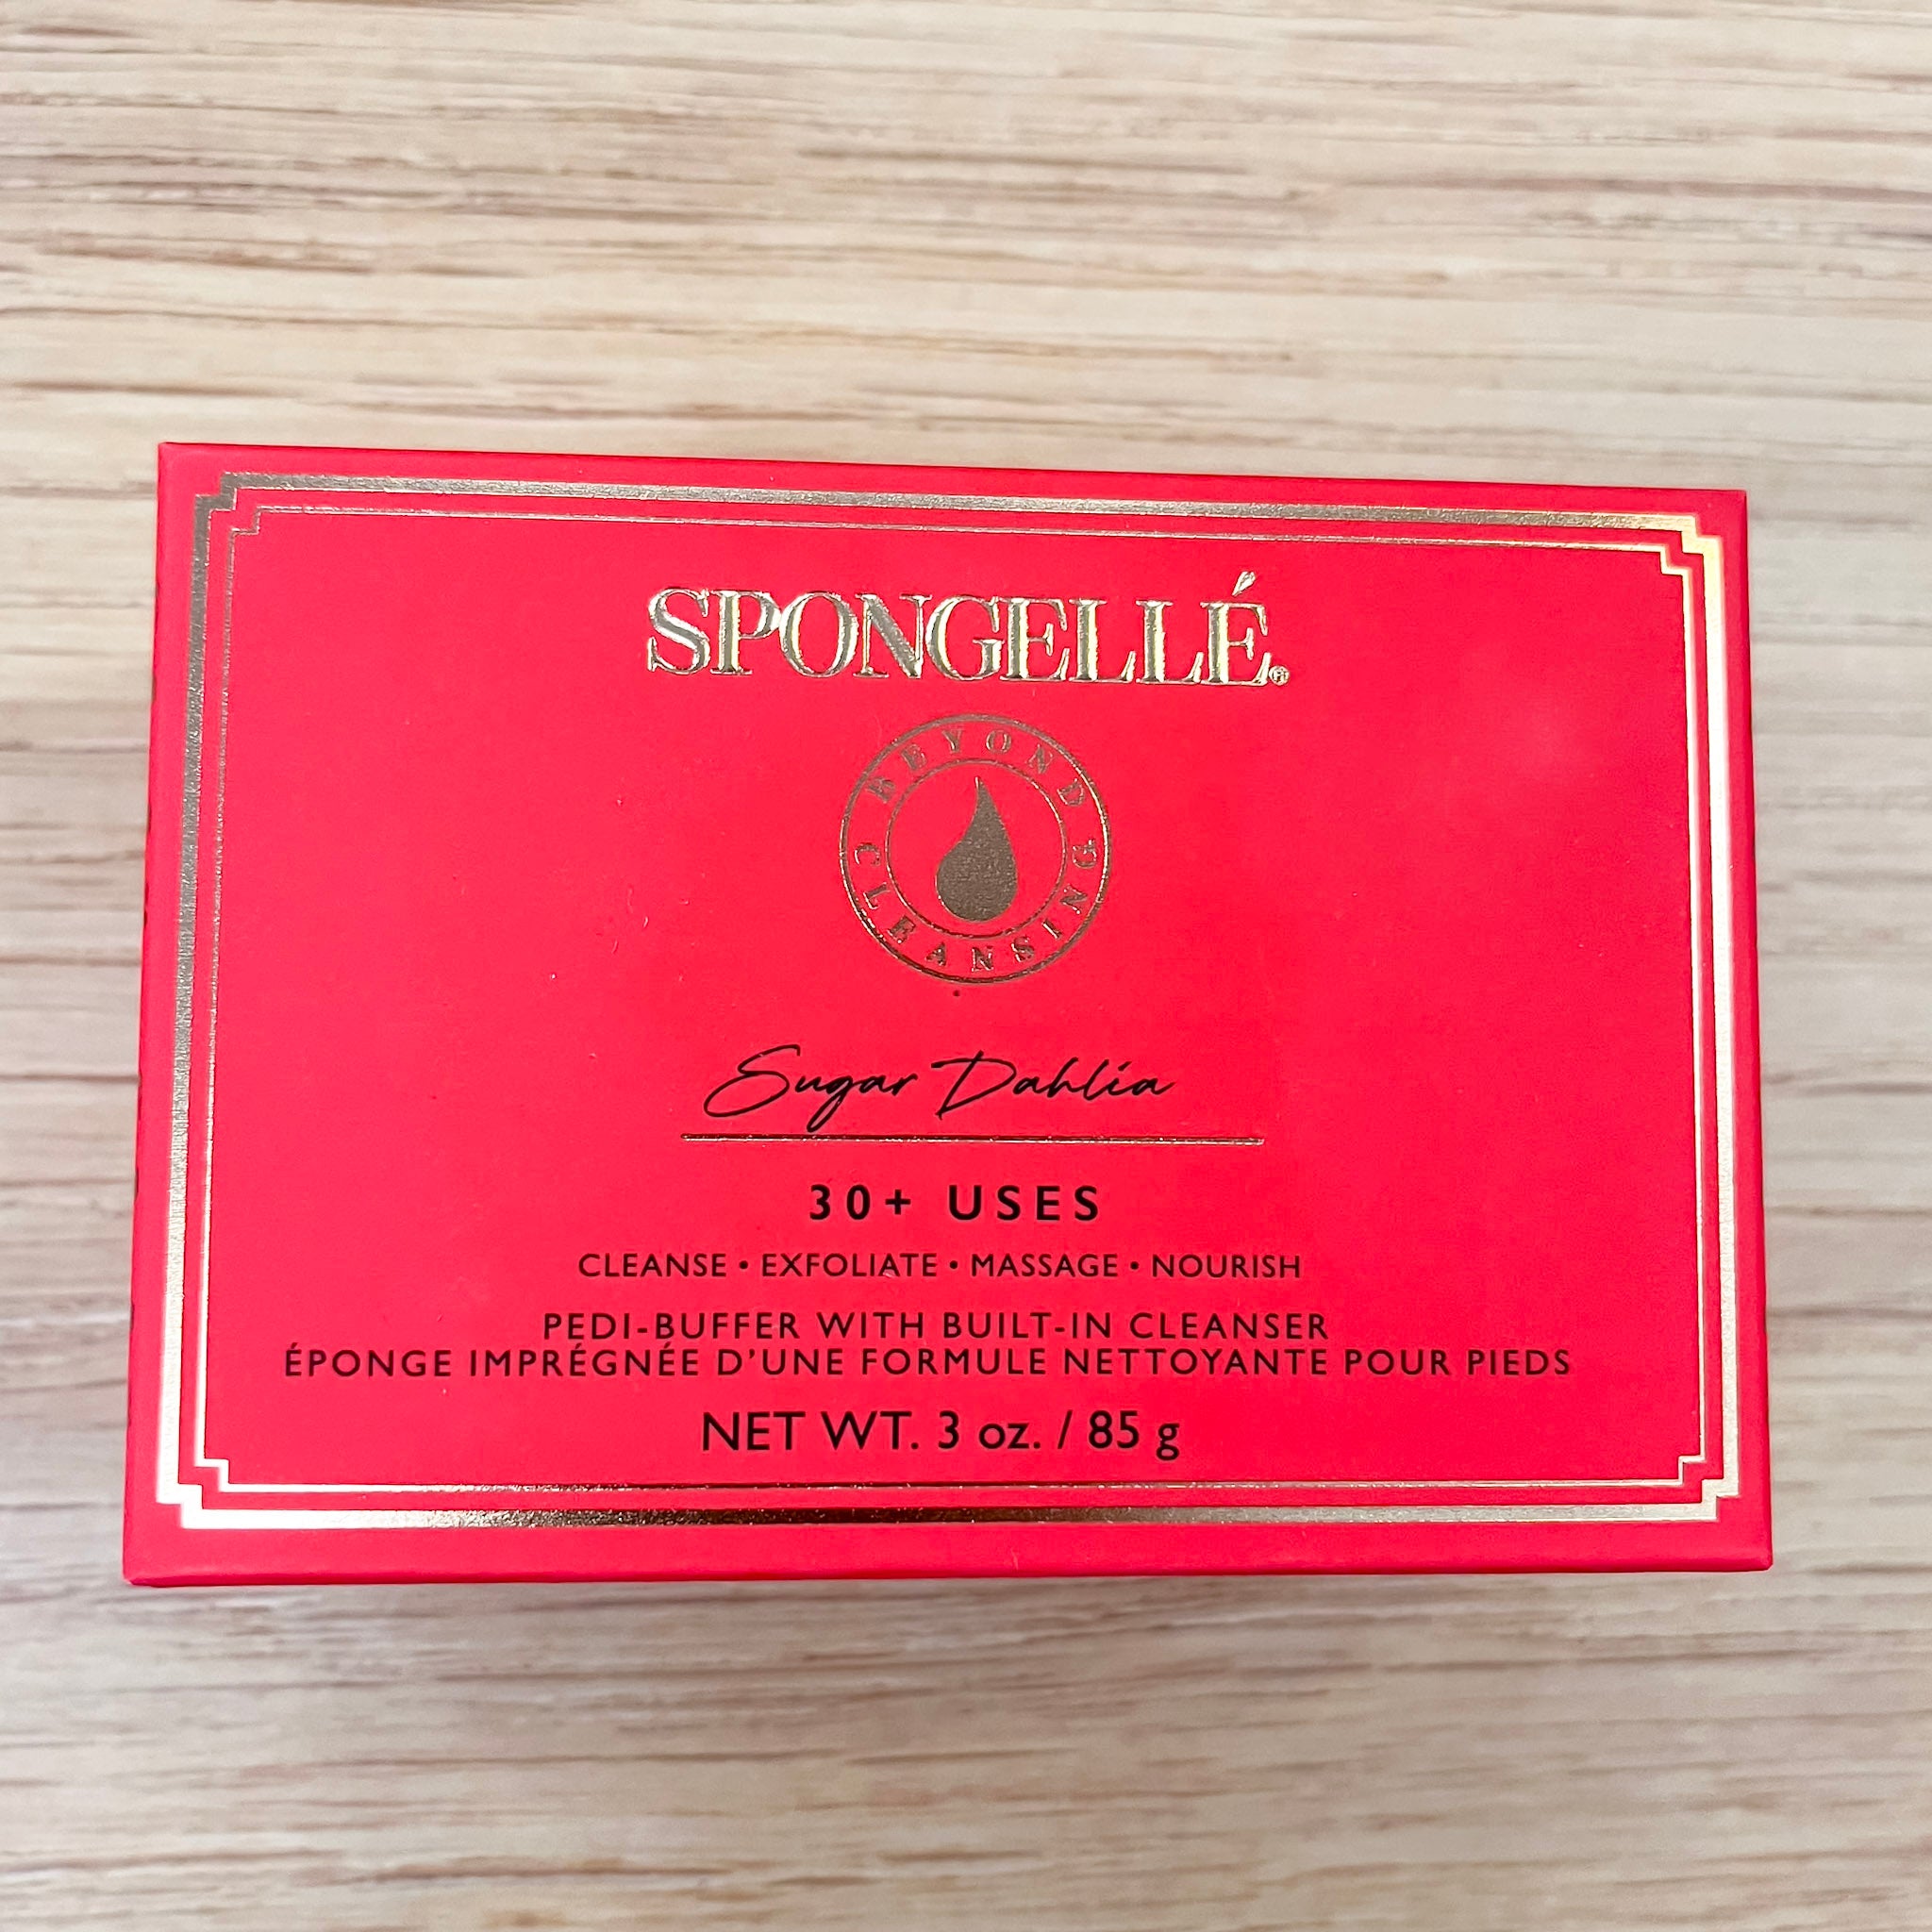 SPONGELLÉ®
BEYOND CLEANSING
Sugar Dahlia
30+ USES
CLEANSE • EXFOLIATE • MASSAGE • NOURISH
PEDI-BUFFER WITH BUILT-IN CLEANSER
ÉPONGE IMPRÉGNÉE D'UNE FORMULE NETTOYANTE POUR PIEDS
NET WT. 3 oz. / 85 g